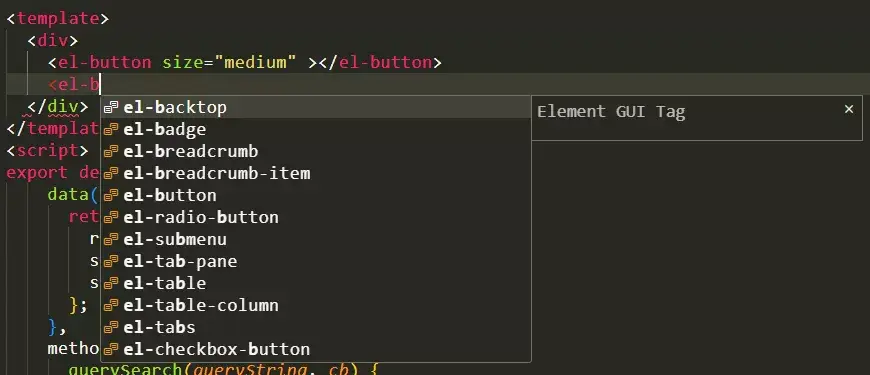 <template>
<div>
<el-button size="medium" ></el-button>
<el-b
</div>
el-backtop
Element GUI Tag
×
el-badge
</templat
el-breadcrumb
<script>
el-breadcrumb-item
export de
el-button
data(
el-radio-button
ret
el-submenu
r
el-tab-pane
s
el-table
s
el-table-column
};
el-tabs
},
el-checkbox-button
metho
querySearch(queryString, cb) {